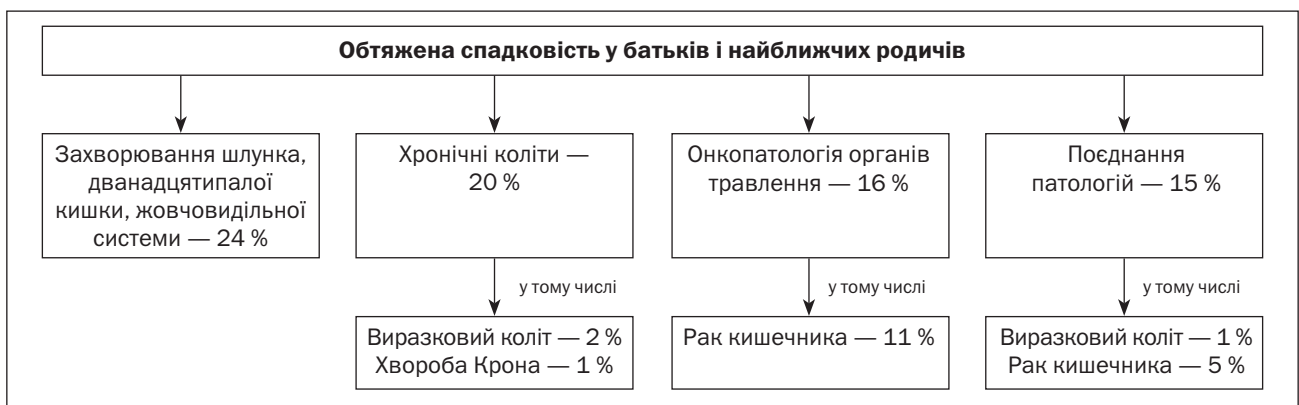 Обтяжена спадковість у батьків і найближчих родичів
Захворювання шлунка,
дванадцятипалої
кишки, жовчовидільної
системи — 24 %
Хронічні коліти —
20 %
Онкопатологія органів
травлення — 16 %
Поєднання
патологій — 15 %
у тому числі
у тому числі
у тому числі
Виразковий коліт — 2 %
Хвороба Крона — 1 %
Рак кишечника — 11 %
Виразковий коліт — 1 %
Рак кишечника — 5 %